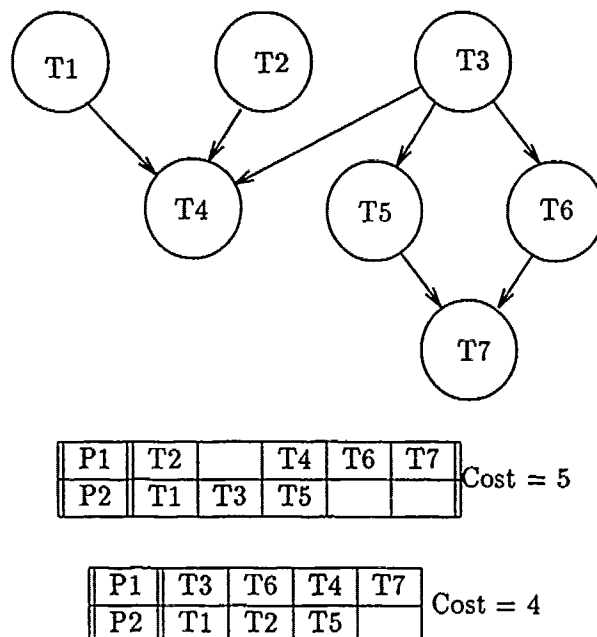 T1 T2 T3
T4 T5 T6
T7
P1 T2 T4 T6 T7
P2 T1 T3 T5
Cost = 5
P1 T3 T6 T4 T7
P2 T1 T2 T5
Cost = 4